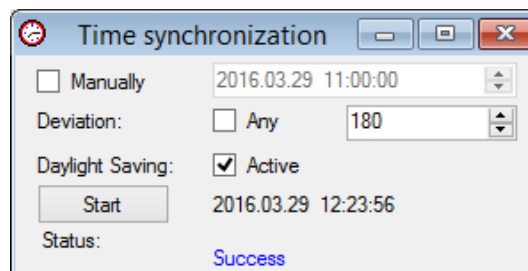 Time synchronization
Manually 2016.03.29 11:00:00
Deviation: Any 180
Daylight Saving: Active
Start 2016.03.29 12:23:56
Status:
Success